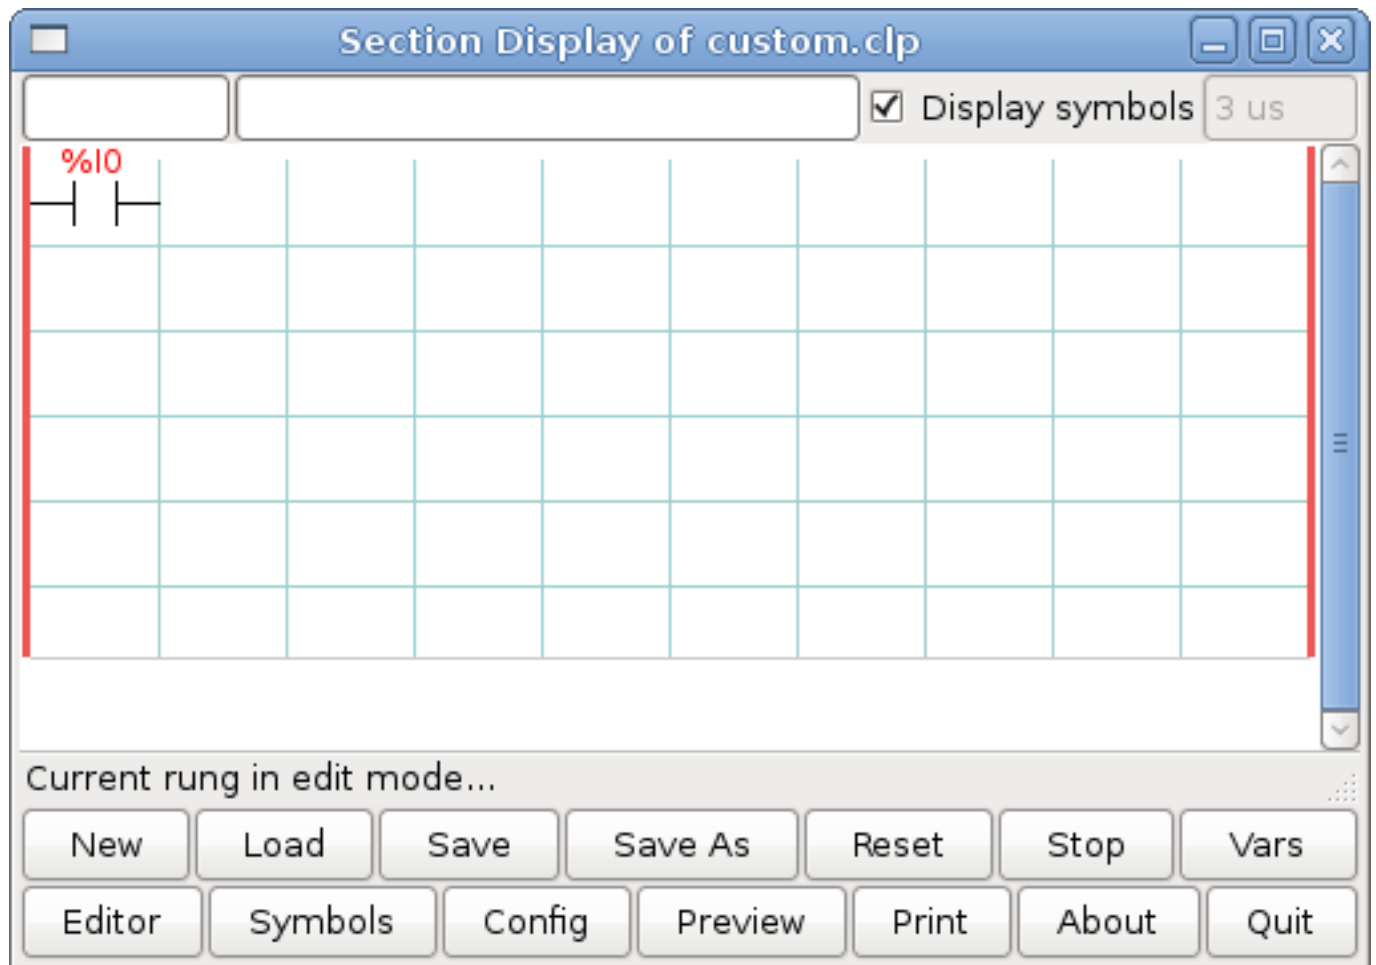 Section Display of custom.clp
Display symbols 3 us
%I0
Current rung in edit mode...
New Load Save Save As Reset Stop Vars
Editor Symbols Config Preview Print About Quit